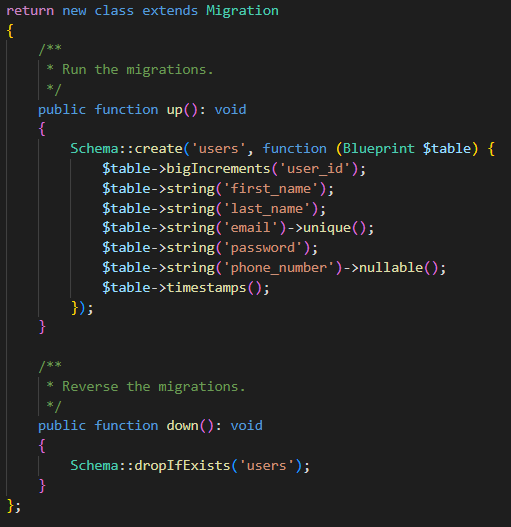 return new class extends Migration
{
    /**
     * Run the migrations.
     */
    public function up(): void
    {
        Schema::create('users', function (Blueprint $table) {
            $table->bigIncrements('user_id');
            $table->string('first_name');
            $table->string('last_name');
            $table->string('email')->unique();
            $table->string('password');
            $table->string('phone_number')->nullable();
            $table->timestamps();
        });
    }

    /**
     * Reverse the migrations.
     */
    public function down(): void
    {
        Schema::dropIfExists('users');
    }
};